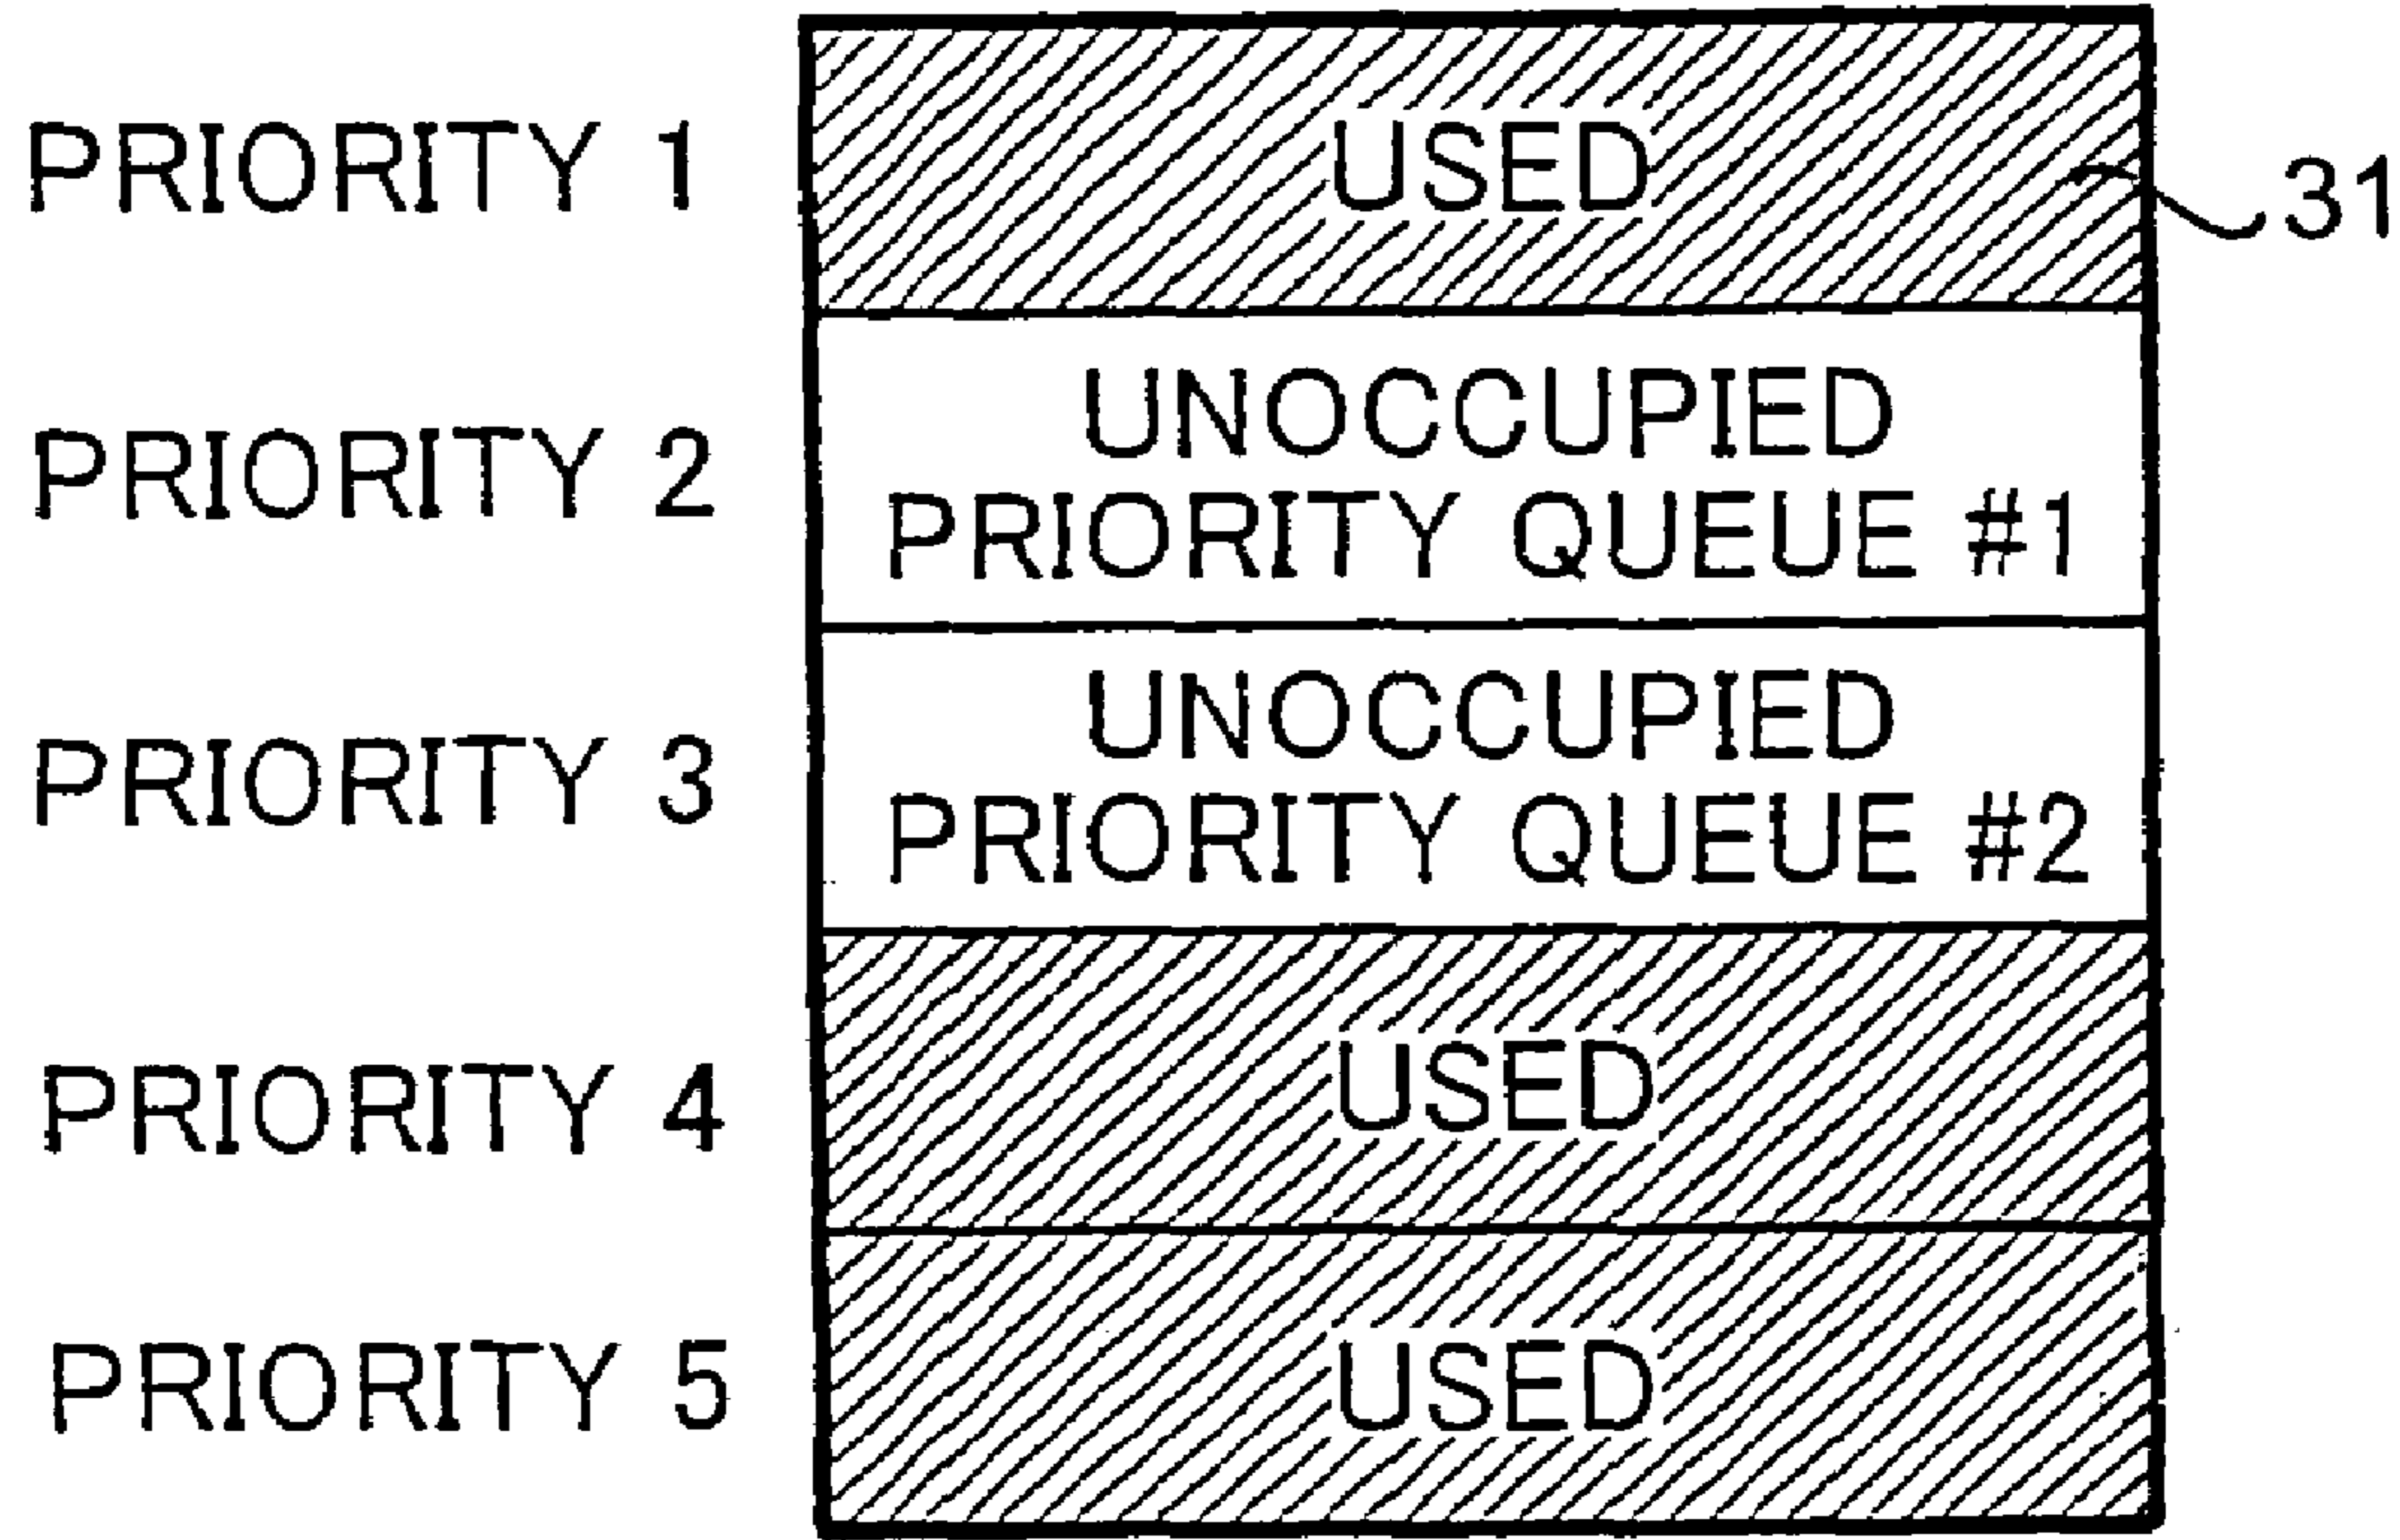 PRIORITY 1
USED
31
PRIORITY 2
UNOCCUPIED
PRIORITY QUEUE #1
PRIORITY 3
UNOCCUPIED
PRIORITY QUEUE #2
PRIORITY 4
USED
PRIORITY 5
USED